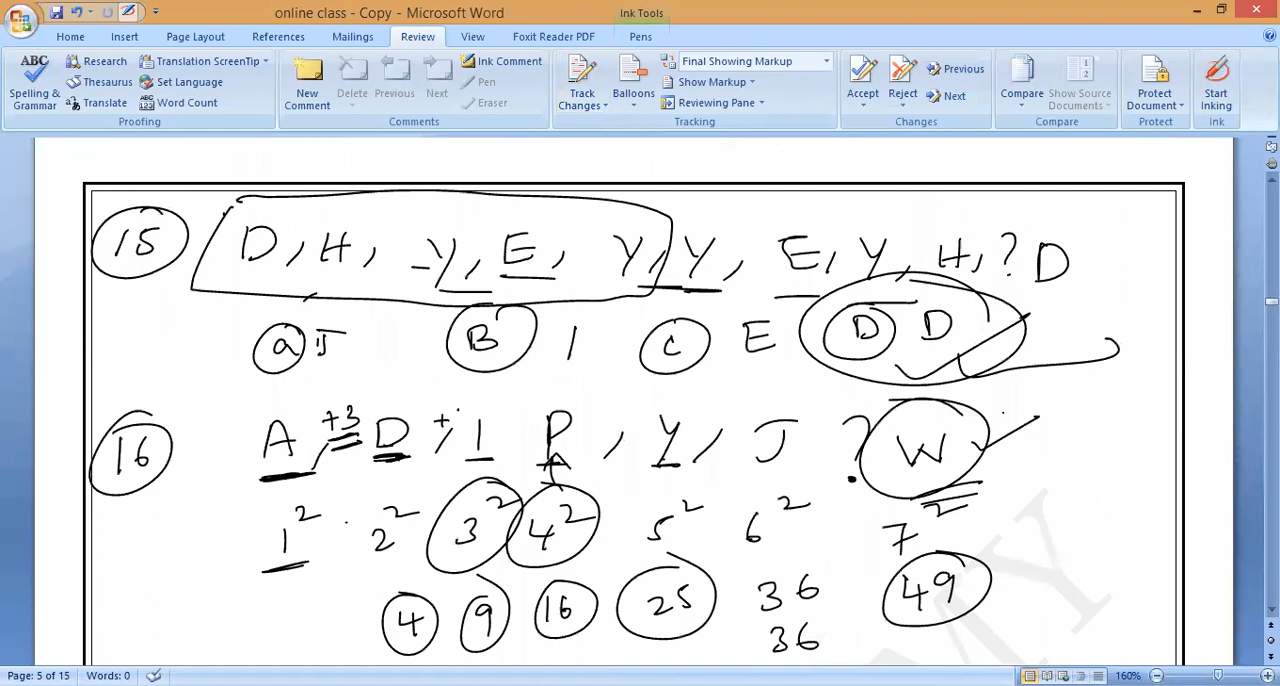 online class - Copy - Microsoft Word
Ink Tools
Home Insert Page Layout References Mailings Review View Foxit Reader PDF Pens
ABC Research Translation ScreenTip Ink Comment Final Showing Markup Previous
Thesaurus Set Language Pen Show Markup Next
Spelling & Grammar Translate Word Count New Comment Delete Previous Next Eraser Track Changes Balloons Reviewing Pane Accept Reject Compare Show Source Documents Protect Document Start Inking
Proofing Comments Tracking Changes Compare Protect Ink
15 D, H, Y, E, Y, Y, E, Y, H, ? D
a J B I C E D D
16 A, +3 D + I P, Y, J ? W
1² 2² 3² 4² 5² 6² 7²
4 9 16 25 36 49
36
MY
Page: 5 of 15 Words: 0 160%